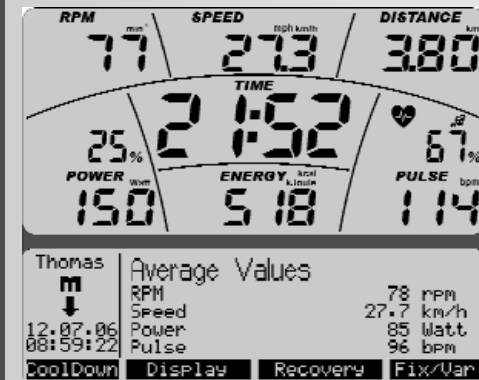 RPM SPEED DISTANCE
min⁻ mph km/h km
77 27.3 3.80
TIME
21:52
25% 67%
POWER ENERGY kcal PULSE
Watt kJoule bpm
150 518 114
Thomas Average Values
m RPM 78 rpm
Speed 27.7 km/h
12.07.06 Power 85 Watt
08:59:22 Pulse 96 bpm
CoolDown Display Recovery Fix/Var